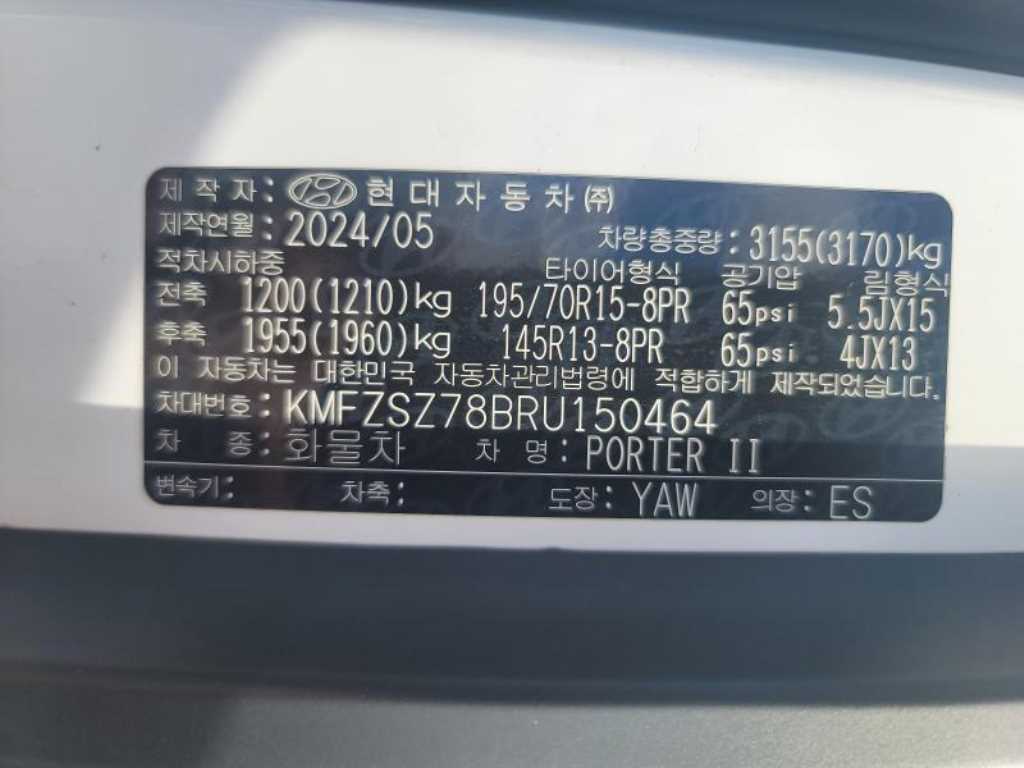 제작자: 현대자동차㈜
제작연월: 2024/05 차량총중량: 3155(3170)kg
적차시하중 타이어형식 공기압 림형식
전축 1200(1210)kg 195/70R15-8PR 65psi 5.5JX15
후축 1955(1960)kg 145R13-8PR 65psi 4JX13
이 자동차는 대한민국 자동차관리법령에 적합하게 제작되었습니다.
차대번호: KMFZSZ78BRU150464
차 종: 화물차 차 명: PORTER II
변속기: 차축: 도장: YAW 의장: ES